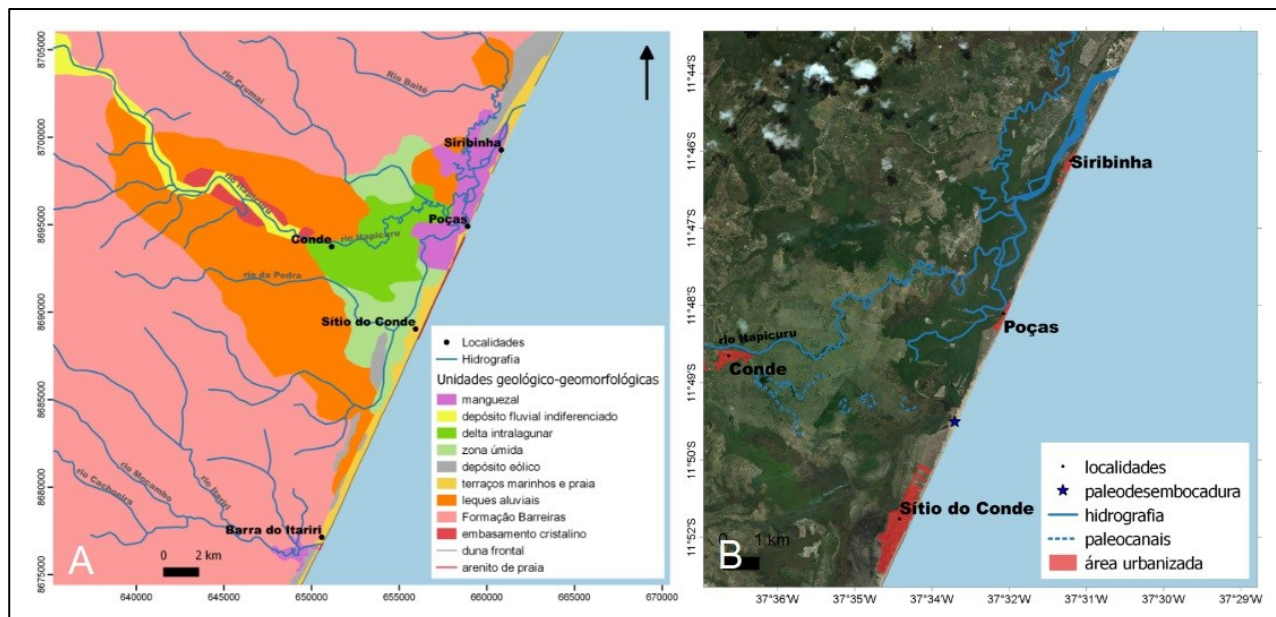 8705000
8700000
8695000
8690000
8685000
8680000
8675000
rio Crumaí
Rio Baitó
Siribinha
rio Itapicuru
Poças
Conde
rio Itapicuru
rio da Pedra
Sítio do Conde
rio Mocambo
rio Itariri
rio Cachoeira
Barra do Itariri
A
0 2 km
Localidades
Hidrografia
Unidades geológico-geomorfológicas
manguezal
depósito fluvial indiferenciado
delta intralagunar
zona úmida
depósito eólico
terraços marinhos e praia
leques aluviais
Formação Barreiras
embasamento cristalino
duna frontal
arenito de praia
640000 645000 650000 655000 660000 665000 670000
11°44'S
11°46'S
11°47'S
11°48'S
11°49'S
11°50'S
11°52'S
Siribinha
Poças
rio Itapicuru
Conde
Sítio do Conde
0 1 km
B
localidades
paleodesembocadura
hidrografia
paleocanais
área urbanizada
37°36'W 37°35'W 37°34'W 37°32'W 37°31'W 37°30'W 37°29'W